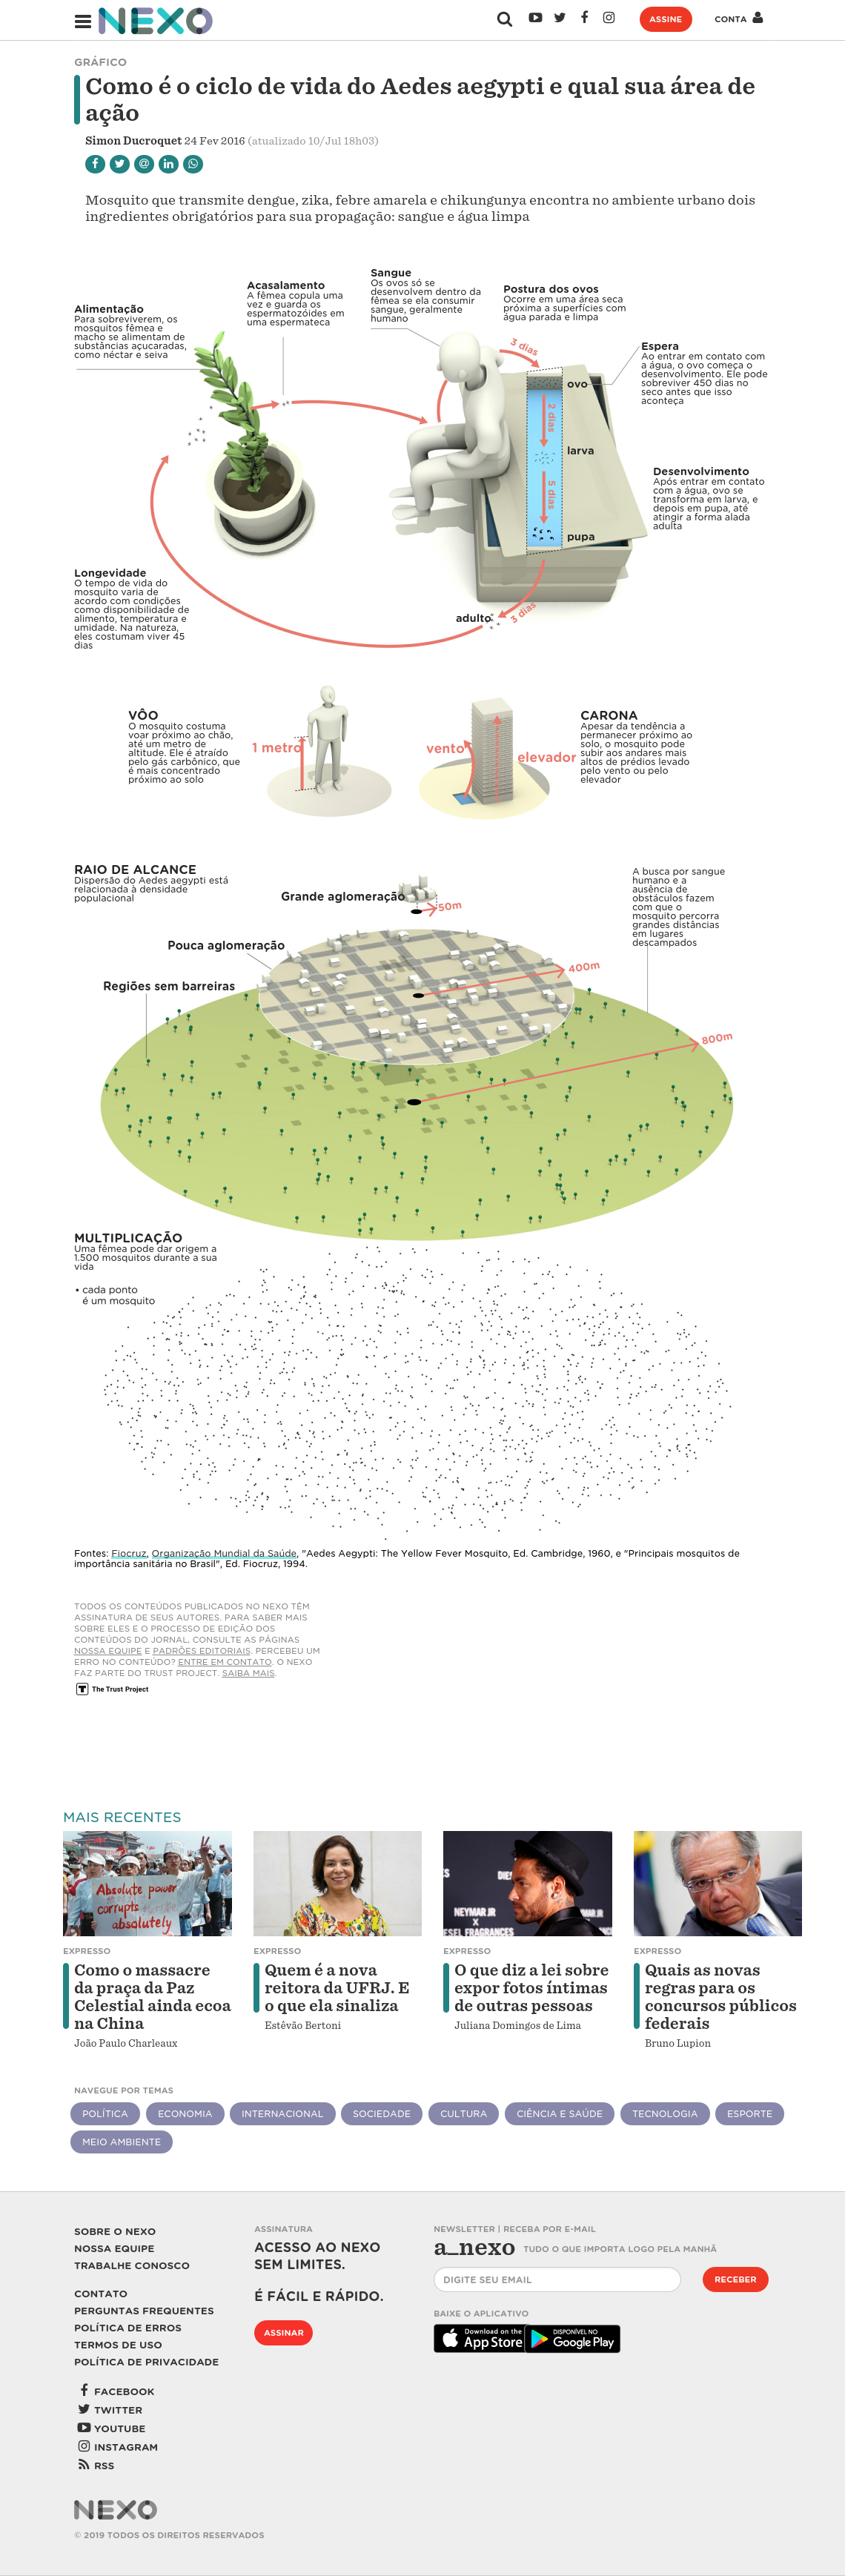 NEXO
ASSINE
CONTA
GRÁFICO
Como é o ciclo de vida do Aedes aegypti e qual sua área de
ação
Simon Ducroquet 24 Fev 2016 (atualizado 10/Jul 18h03)
Mosquito que transmite dengue, zika, febre amarela e chikungunya encontra no ambiente urbano dois
ingredientes obrigatórios para sua propagação: sangue e água limpa
Alimentação
Para sobreviverem, os
mosquitos fêmea e
macho se alimentam de
substâncias açucaradas,
como néctar e seiva
Acasalamento
A fêmea copula uma
vez e guarda os
espermatozóides em
uma espermateca
Sangue
Os ovos só se
desenvolvem dentro da
fêmea se ela consumir
sangue, geralmente
humano
Postura dos ovos
Ocorre em uma área seca
próxima a superfícies com
água parada e limpa
3 dias
Espera
Ao entrar em contato com
a água, o ovo começa o
desenvolvimento. Ele pode
sobreviver 450 dias no
seco antes que isso
aconteça
ovo
2 dias
larva
5 dias
pupa
Desenvolvimento
Após entrar em contato
com a água, ovo se
transforma em larva, e
depois em pupa, até
atingir a forma alada
adulta
Longevidade
O tempo de vida do
mosquito varia de
acordo com condições
como disponibilidade de
alimento, temperatura e
umidade. Na natureza,
eles costumam viver 45
dias
adulto
3 dias
VÔO
O mosquito costuma
voar próximo ao chão,
até um metro de
altitude. Ele é atraído
pelo gás carbônico, que
é mais concentrado
próximo ao solo
1 metro
vento
elevador
CARONA
Apesar da tendência a
permanecer próximo ao
solo, o mosquito pode
subir aos andares mais
altos de prédios levado
pelo vento ou pelo
elevador
RAIO DE ALCANCE
Dispersão do Aedes aegypti está
relacionada à densidade
populacional
Grande aglomeração
50m
A busca por sangue
humano e a
ausência de
obstáculos fazem
com que o
mosquito percorra
grandes distâncias
em lugares
descampados
Pouca aglomeração
400m
Regiões sem barreiras
800m
MULTIPLICAÇÃO
Uma fêmea pode dar origem a
1.500 mosquitos durante a sua
vida
• cada ponto
é um mosquito
Fontes: Fiocruz, Organização Mundial da Saúde, "Aedes Aegypti: The Yellow Fever Mosquito, Ed. Cambridge, 1960, e "Principais mosquitos de
importância sanitária no Brasil", Ed. Fiocruz, 1994.
TODOS OS CONTEÚDOS PUBLICADOS NO NEXO TÊM
ASSINATURA DE SEUS AUTORES. PARA SABER MAIS
SOBRE ELES E O PROCESSO DE EDIÇÃO DOS
CONTEÚDOS DO JORNAL, CONSULTE AS PÁGINAS
NOSSA EQUIPE E PADRÕES EDITORIAIS. PERCEBEU UM
ERRO NO CONTEÚDO? ENTRE EM CONTATO. O NEXO
FAZ PARTE DO TRUST PROJECT. SAIBA MAIS.
T The Trust Project
MAIS RECENTES
Absolute power
corrupts
absolutely
NEYMAR JR
X
DIESEL FRAGRANCES
EXPRESSO
Como o massacre
da praça da Paz
Celestial ainda ecoa
na China
João Paulo Charleaux
EXPRESSO
Quem é a nova
reitora da UFRJ. E
o que ela sinaliza
Estêvão Bertoni
EXPRESSO
O que diz a lei sobre
expor fotos íntimas
de outras pessoas
Juliana Domingos de Lima
EXPRESSO
Quais as novas
regras para os
concursos públicos
federais
Bruno Lupion
NAVEGUE POR TEMAS
POLÍTICA ECONOMIA INTERNACIONAL SOCIEDADE CULTURA CIÊNCIA E SAÚDE TECNOLOGIA ESPORTE
MEIO AMBIENTE
SOBRE O NEXO
NOSSA EQUIPE
TRABALHE CONOSCO
CONTATO
PERGUNTAS FREQUENTES
POLÍTICA DE ERROS
TERMOS DE USO
POLÍTICA DE PRIVACIDADE
FACEBOOK
TWITTER
YOUTUBE
INSTAGRAM
RSS
ASSINATURA
ACESSO AO NEXO
SEM LIMITES.
É FÁCIL E RÁPIDO.
ASSINAR
NEWSLETTER | RECEBA POR E-MAIL
a_nexo TUDO O QUE IMPORTA LOGO PELA MANHÃ
DIGITE SEU EMAIL
RECEBER
BAIXE O APLICATIVO
Download on the
App Store
DISPONÍVEL NO
Google Play
NEXO
© 2019 TODOS OS DIREITOS RESERVADOS